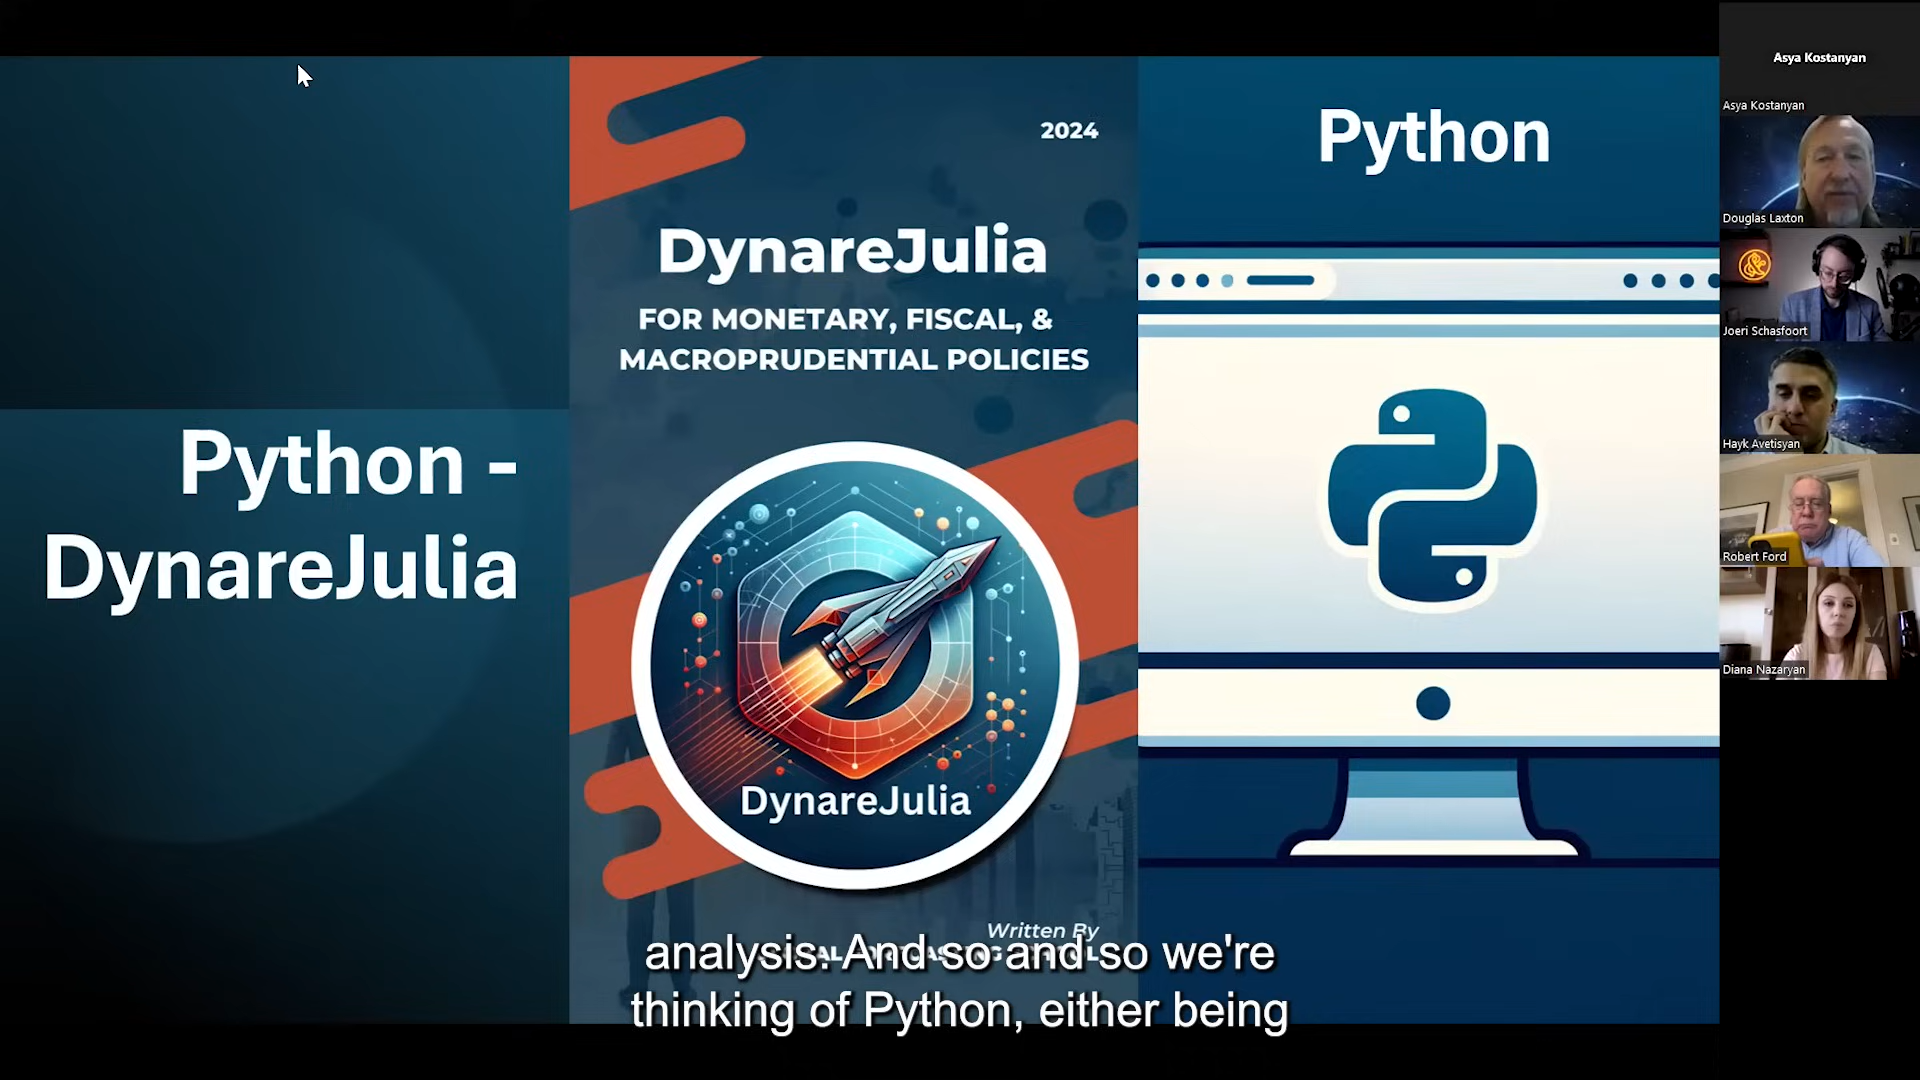 Python -
DynareJulia
2024
DynareJulia
FOR MONETARY, FISCAL, &
MACROPRUDENTIAL POLICIES
DynareJulia
Written By
Python
analysis. And so and so we're
thinking of Python, either being
Asya Kostanyan
Asya Kostanyan
Douglas Laxton
Joeri Schasfoort
Hayk Avetisyan
Robert Ford
Diana Nazaryan